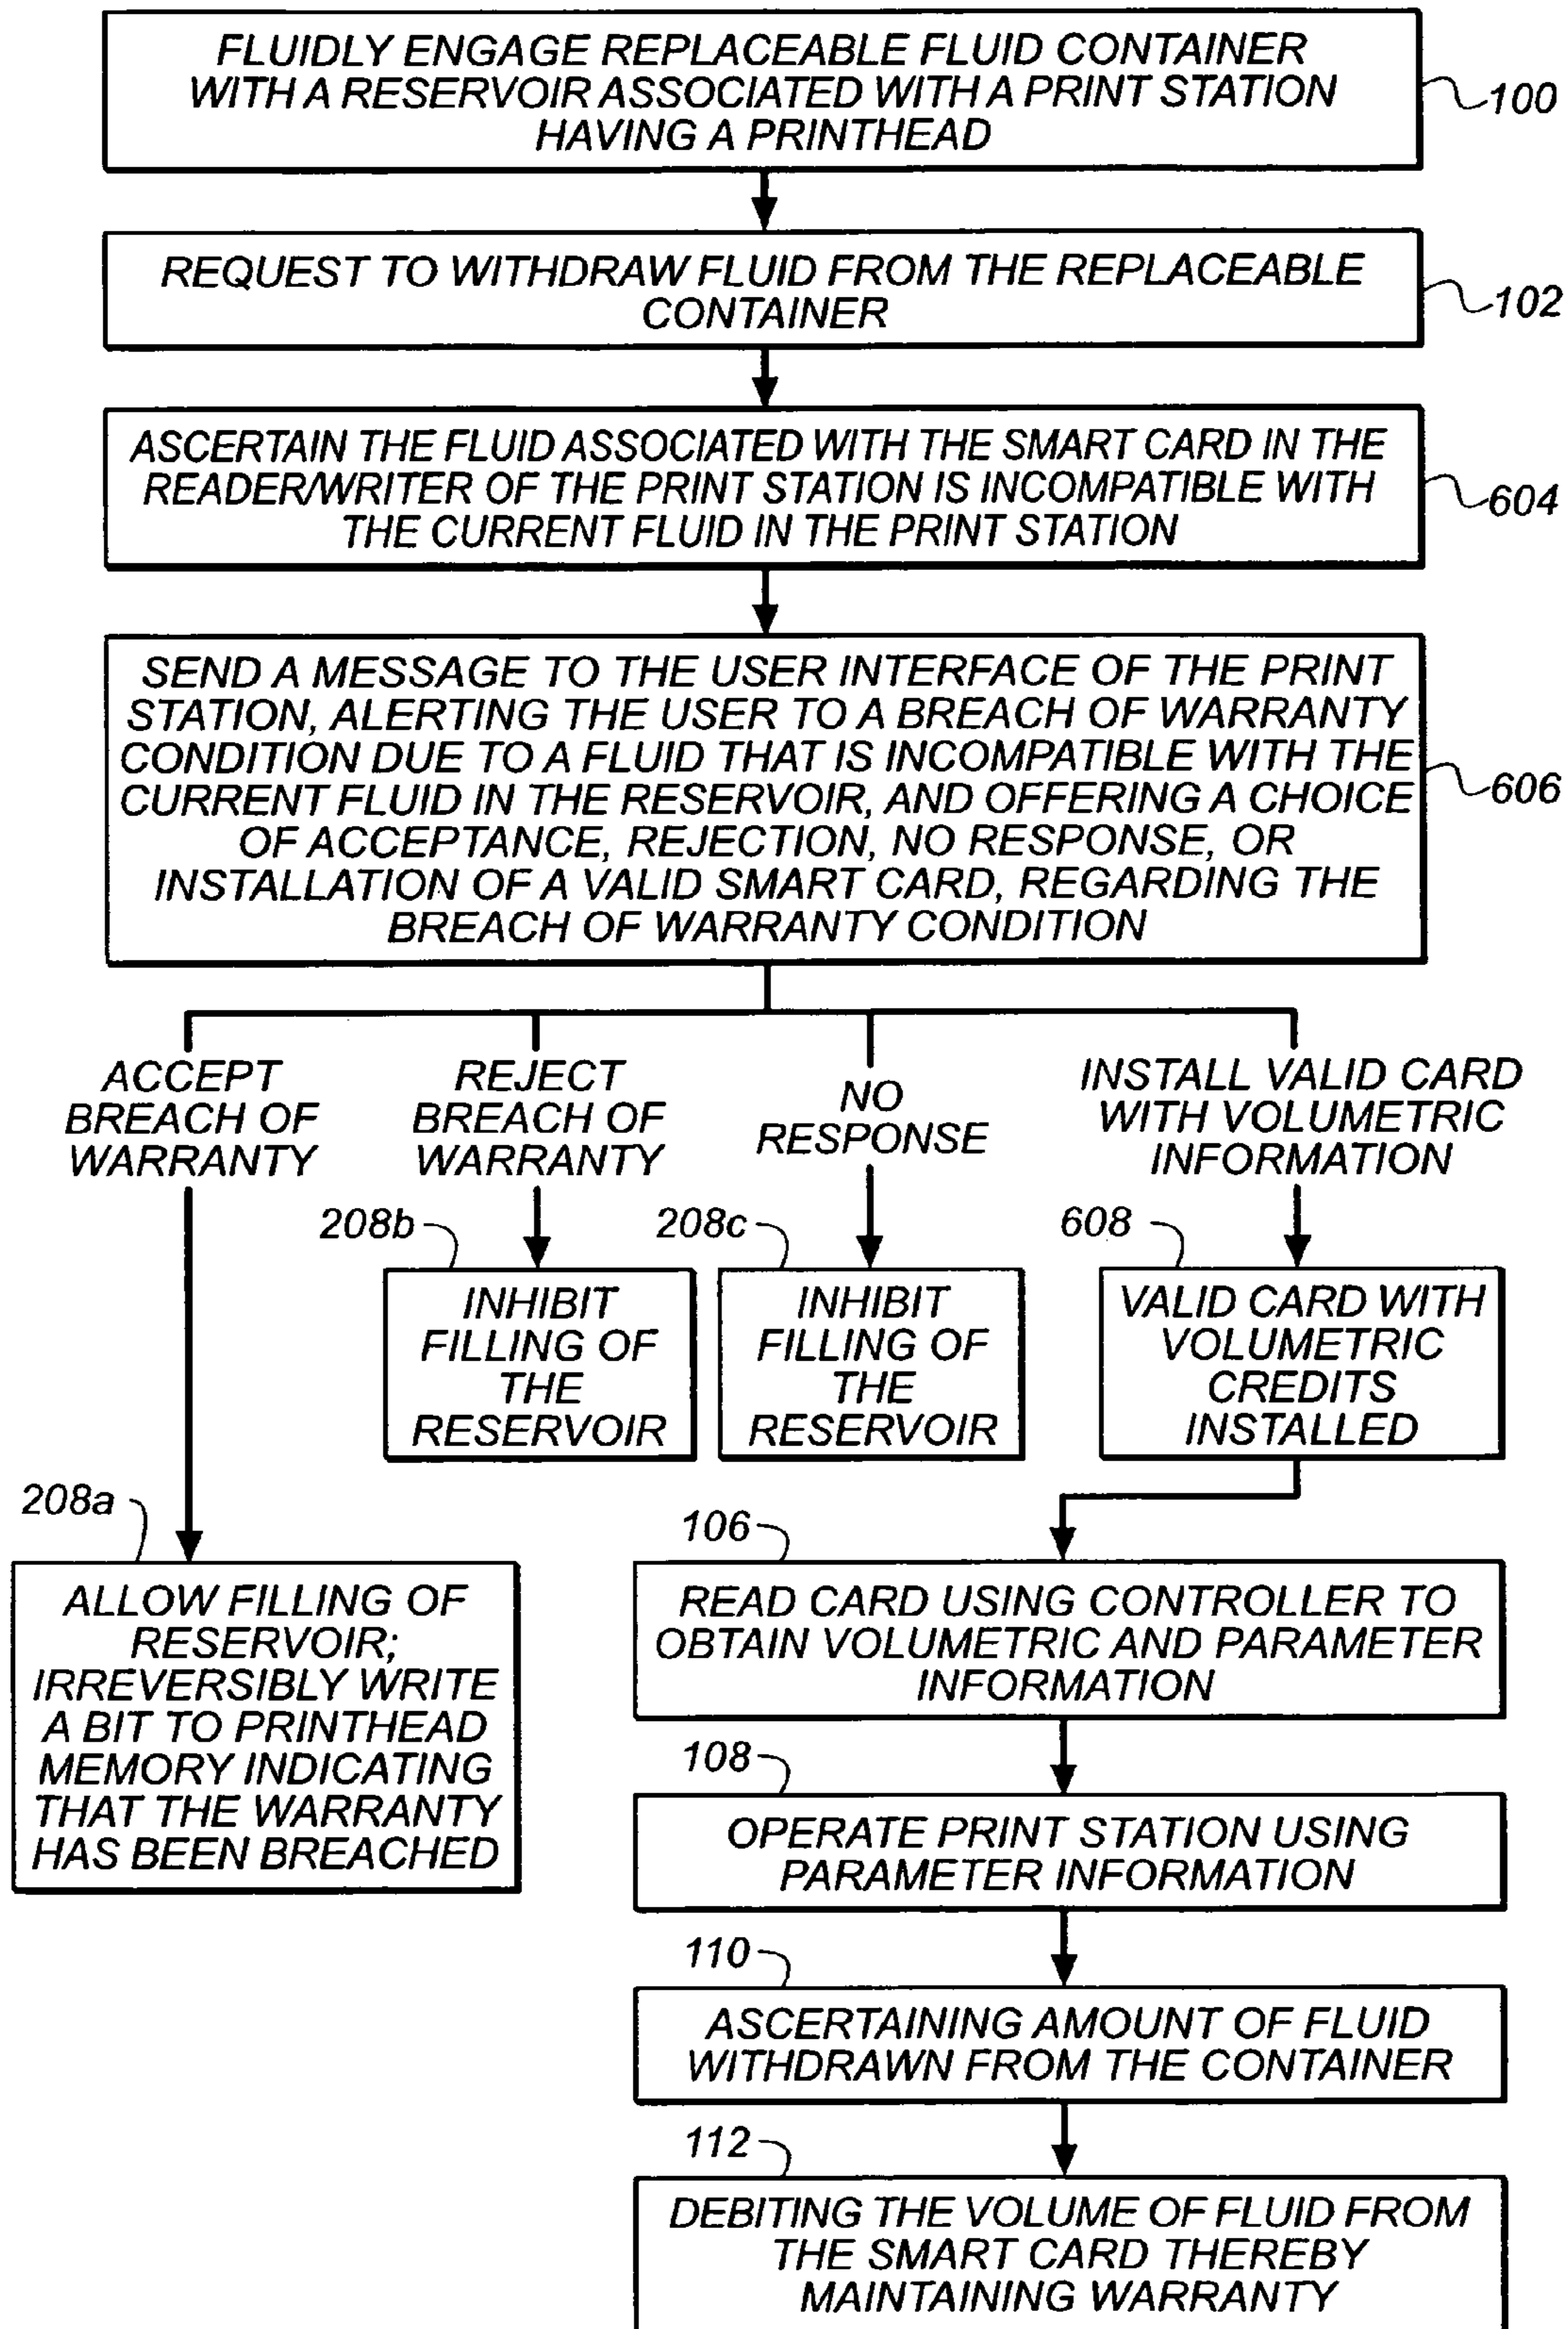 FLUIDLY ENGAGE REPLACEABLE FLUID CONTAINER
WITH A RESERVOIR ASSOCIATED WITH A PRINT STATION
HAVING A PRINTHEAD
100
REQUEST TO WITHDRAW FLUID FROM THE REPLACEABLE
CONTAINER
102
ASCERTAIN THE FLUID ASSOCIATED WITH THE SMART CARD IN THE
READER/WRITER OF THE PRINT STATION IS INCOMPATIBLE WITH
THE CURRENT FLUID IN THE PRINT STATION
604
SEND A MESSAGE TO THE USER INTERFACE OF THE PRINT
STATION, ALERTING THE USER TO A BREACH OF WARRANTY
CONDITION DUE TO A FLUID THAT IS INCOMPATIBLE WITH THE
CURRENT FLUID IN THE RESERVOIR, AND OFFERING A CHOICE
OF ACCEPTANCE, REJECTION, NO RESPONSE, OR
INSTALLATION OF A VALID SMART CARD, REGARDING THE
BREACH OF WARRANTY CONDITION
606
ACCEPT
BREACH OF
WARRANTY
REJECT
BREACH OF
WARRANTY
NO
RESPONSE
INSTALL VALID CARD
WITH VOLUMETRIC
INFORMATION
208b
INHIBIT
FILLING OF
THE
RESERVOIR
208c
INHIBIT
FILLING OF
THE
RESERVOIR
608
VALID CARD WITH
VOLUMETRIC
CREDITS
INSTALLED
208a
ALLOW FILLING OF
RESERVOIR;
IRREVERSIBLY WRITE
A BIT TO PRINTHEAD
MEMORY INDICATING
THAT THE WARRANTY
HAS BEEN BREACHED
106
READ CARD USING CONTROLLER TO
OBTAIN VOLUMETRIC AND PARAMETER
INFORMATION
108
OPERATE PRINT STATION USING
PARAMETER INFORMATION
110
ASCERTAINING AMOUNT OF FLUID
WITHDRAWN FROM THE CONTAINER
112
DEBITING THE VOLUME OF FLUID FROM
THE SMART CARD THEREBY
MAINTAINING WARRANTY